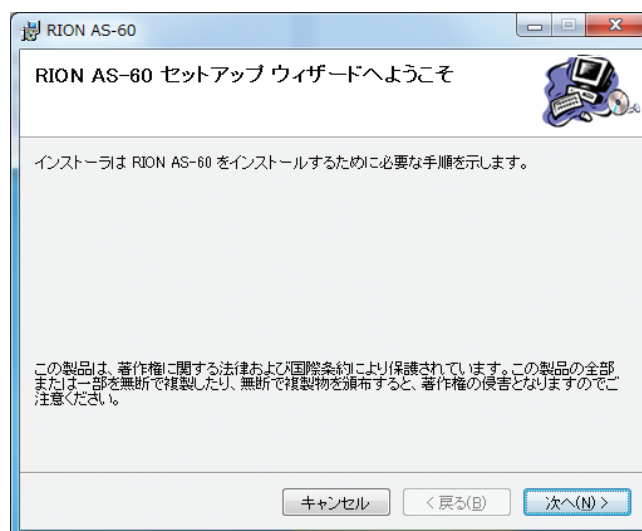 RION AS-60
RION AS-60 セットアップ ウィザードへようこそ
インストーラは RION AS-60 をインストールするために必要な手順を示します。
この製品は、著作権に関する法律および国際条約により保護されています。この製品の全部
または一部を無断で複製したり、無断で複製物を頒布すると、著作権の侵害となりますのでご
注意ください。
キャンセル
< 戻る(B)
次へ(N) >